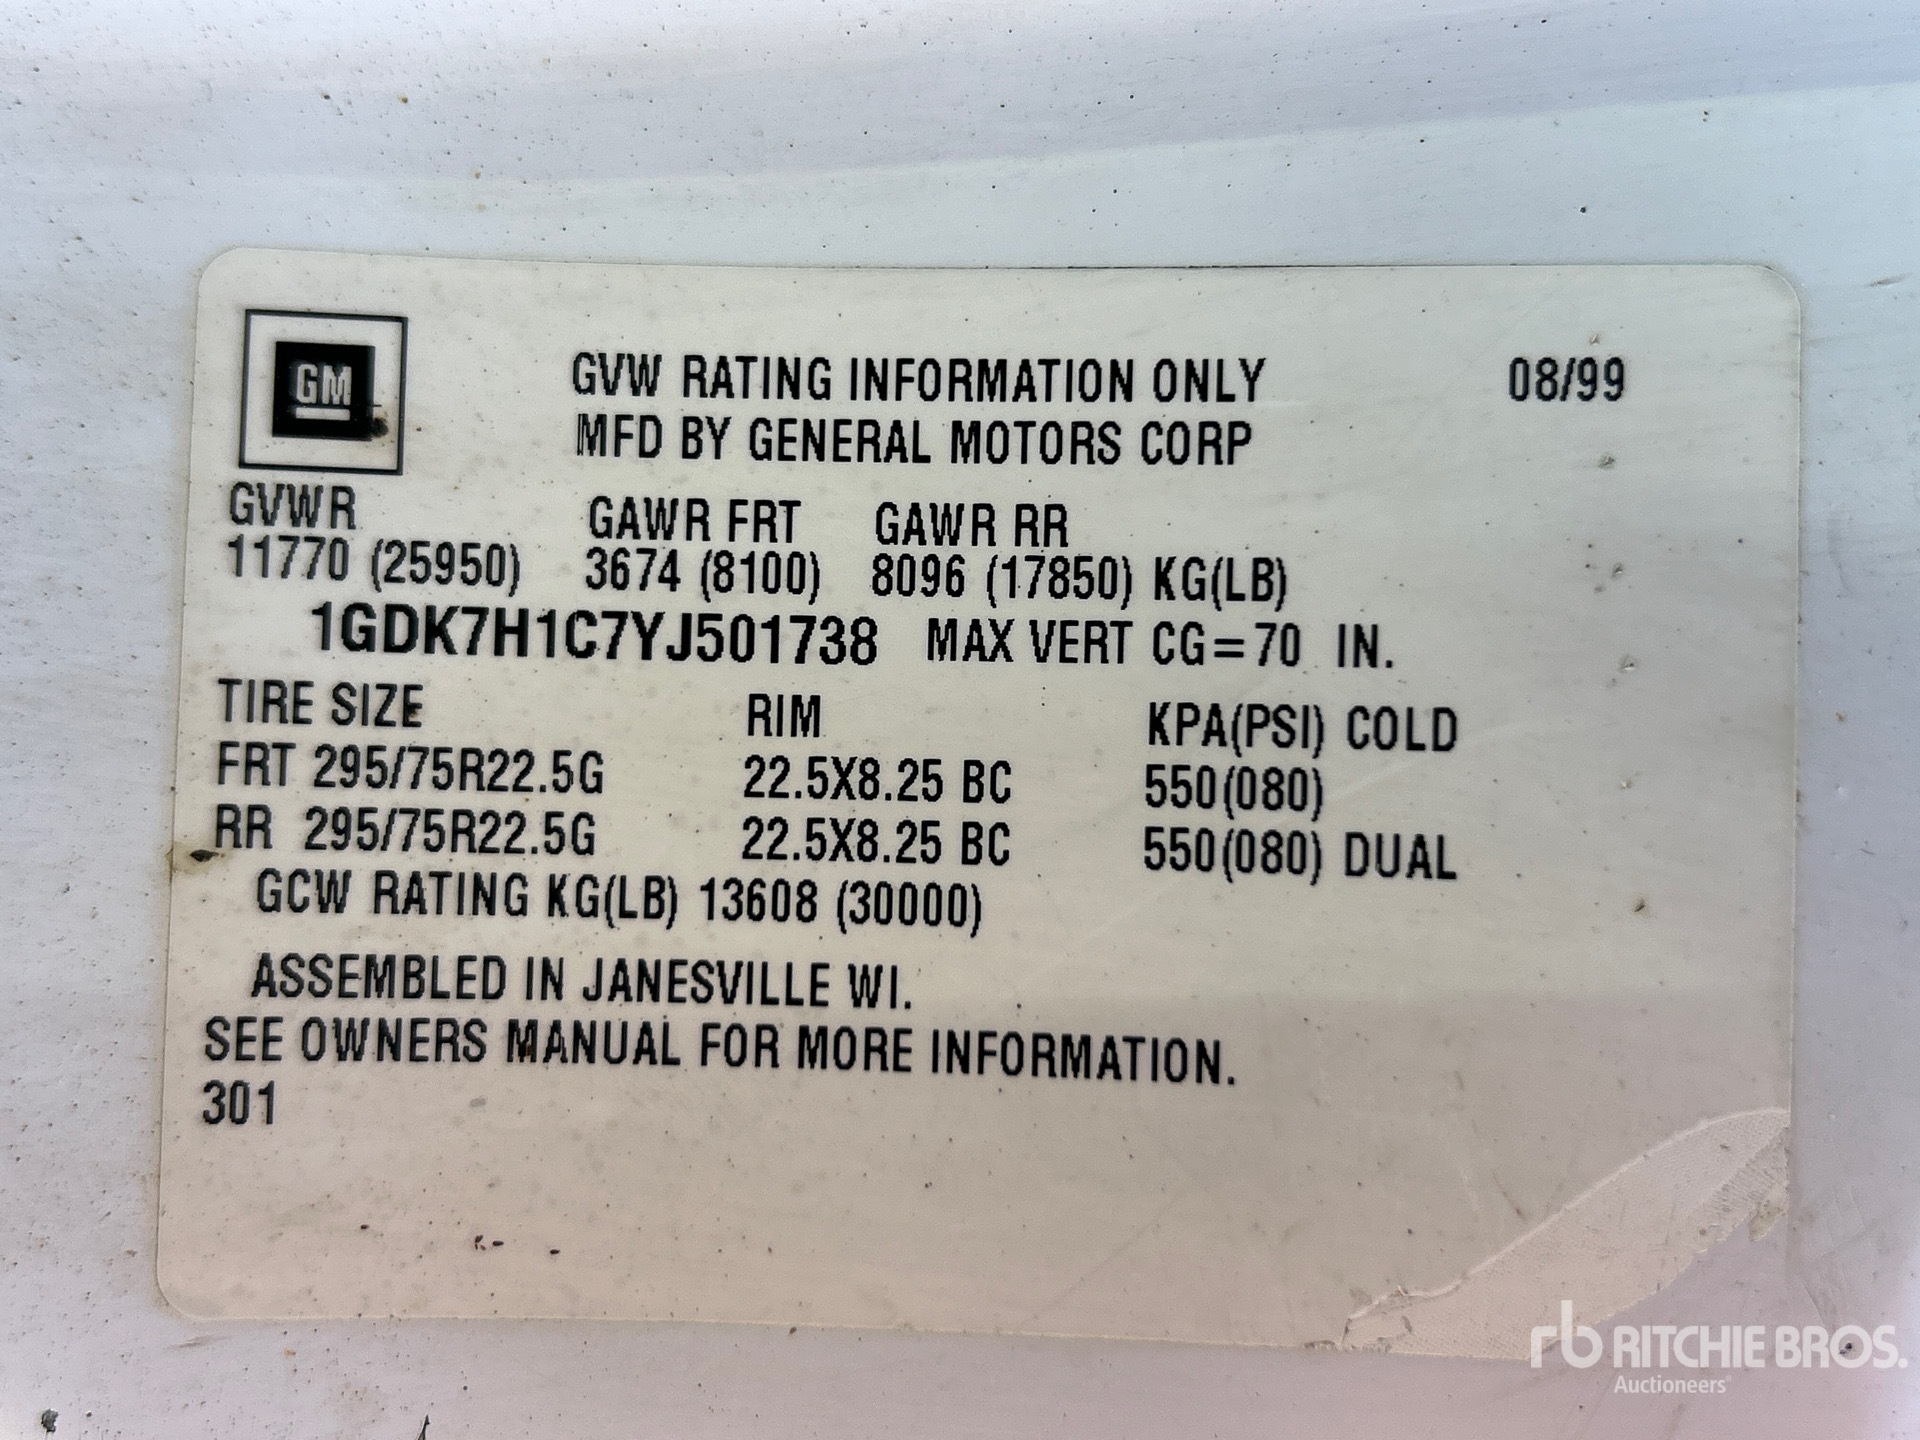 GM
GVW RATING INFORMATION ONLY 08/99
MFD BY GENERAL MOTORS CORP
GVWR GAWR FRT GAWR RR
11770 (25950) 3674 (8100) 8096 (17850) KG(LB)
1GDK7H1C7YJ501738 MAX VERT CG=70 IN.
TIRE SIZE RIM KPA(PSI) COLD
FRT 295/75R22.5G 22.5X8.25 BC 550(080)
RR 295/75R22.5G 22.5X8.25 BC 550(080) DUAL
GCW RATING KG(LB) 13608 (30000)
ASSEMBLED IN JANESVILLE WI.
SEE OWNERS MANUAL FOR MORE INFORMATION.
301
rb RITCHIE BROS.
Auctioneers